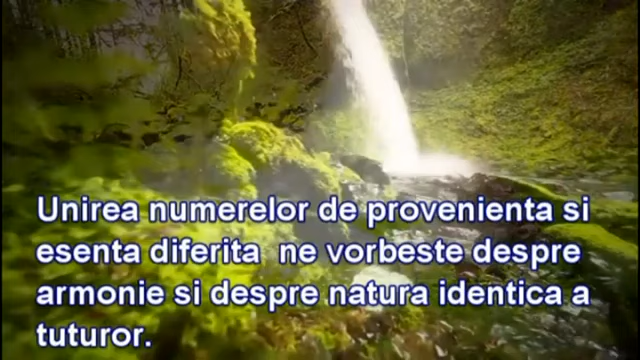 Unirea numerelor de provenienta si
esenta diferita  ne vorbeste despre
armonie si despre natura identica a
tuturor.